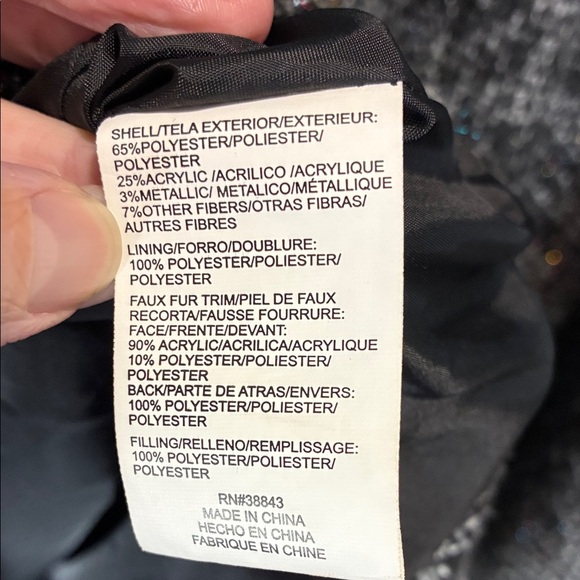 SHELL/TELA EXTERIOR/EXTERIEUR:
65%POLYESTER/POLIESTER/
POLYESTER
25%ACRYLIC /ACRILICO /ACRYLIQUE
3%METALLIC/ METALICO/MÉTALLIQUE
7%OTHER FIBERS/OTRAS FIBRAS/
AUTRES FIBRES
LINING/FORRO/DOUBLURE:
100% POLYESTER/POLIESTER/
POLYESTER
FAUX FUR TRIM/PIEL DE FAUX
RECORTA/FAUSSE FOURRURE:
FACE/FRENTE/DEVANT:
90% ACRYLIC/ACRILICA/ACRYLIQUE
10% POLYESTER/POLIESTER/
POLYESTER
BACK/PARTE DE ATRAS/ENVERS:
100% POLYESTER/POLIESTER/
POLYESTER
FILLING/RELLENO/REMPLISSAGE:
100% POLYESTER/POLIESTER/
POLYESTER
RN#38843
MADE IN CHINA
HECHO EN CHINA
FABRIQUE EN CHINE